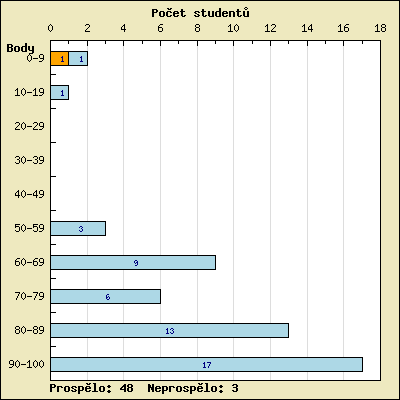 Počet studentů
0 2 4 6 8 10 12 14 16 18
Body
0-9 1 1
10-19 1
20-29
30-39
40-49
50-59 3
60-69 9
70-79 6
80-89 13
90-100 17
Prospělo: 48 Neprospělo: 3